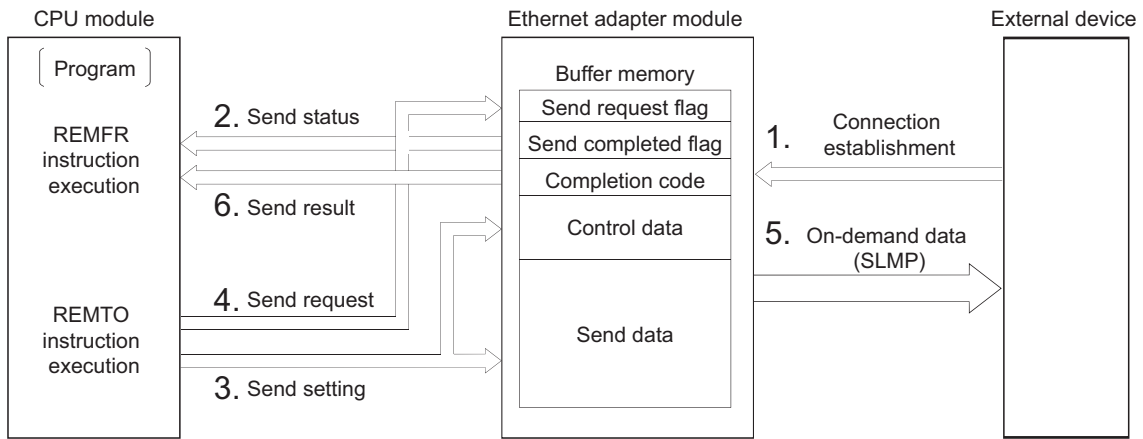 CPU module
Ethernet adapter module
External device
Program
REMFR
instruction
execution
REMTO
instruction
execution
2. Send status
6. Send result
4. Send request
3. Send setting
Buffer memory
Send request flag
Send completed flag
Completion code
Control data
Send data
1. Connection
establishment
5. On-demand data
(SLMP)